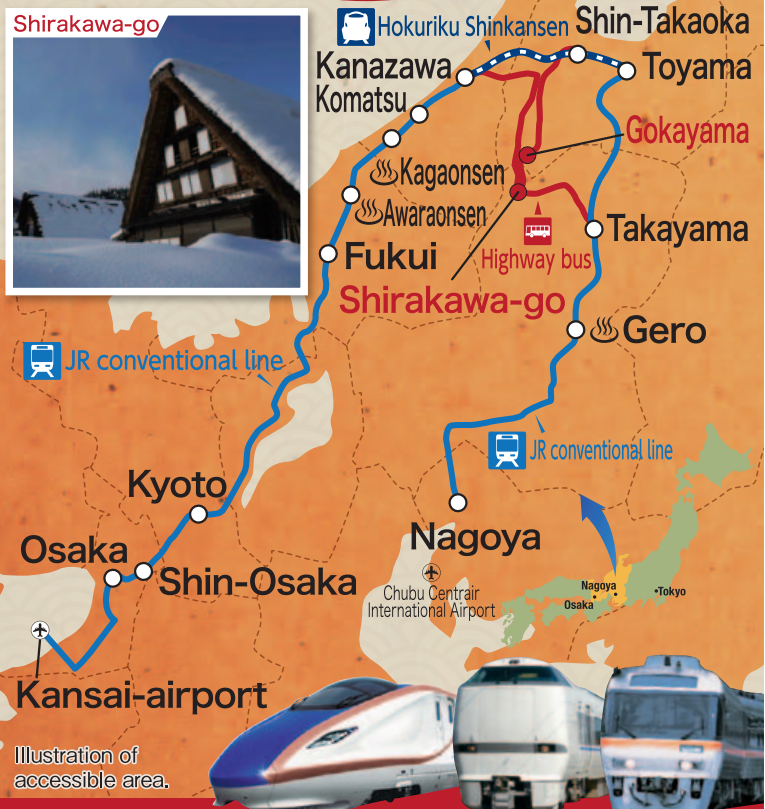 Shirakawa-go
Hokuriku Shinkansen
Shin-Takaoka
Kanazawa
Toyama
Komatsu
Gokayama
Kagaonsen
Awaraonsen
Takayama
Fukui
Highway bus
Shirakawa-go
Gero
JR conventional line
JR conventional line
Kyoto
Nagoya
Osaka
Shin-Osaka
Chubu Centrair
International Airport
Nagoya
Osaka
Tokyo
Kansai-airport
Illustration of
accessible area.